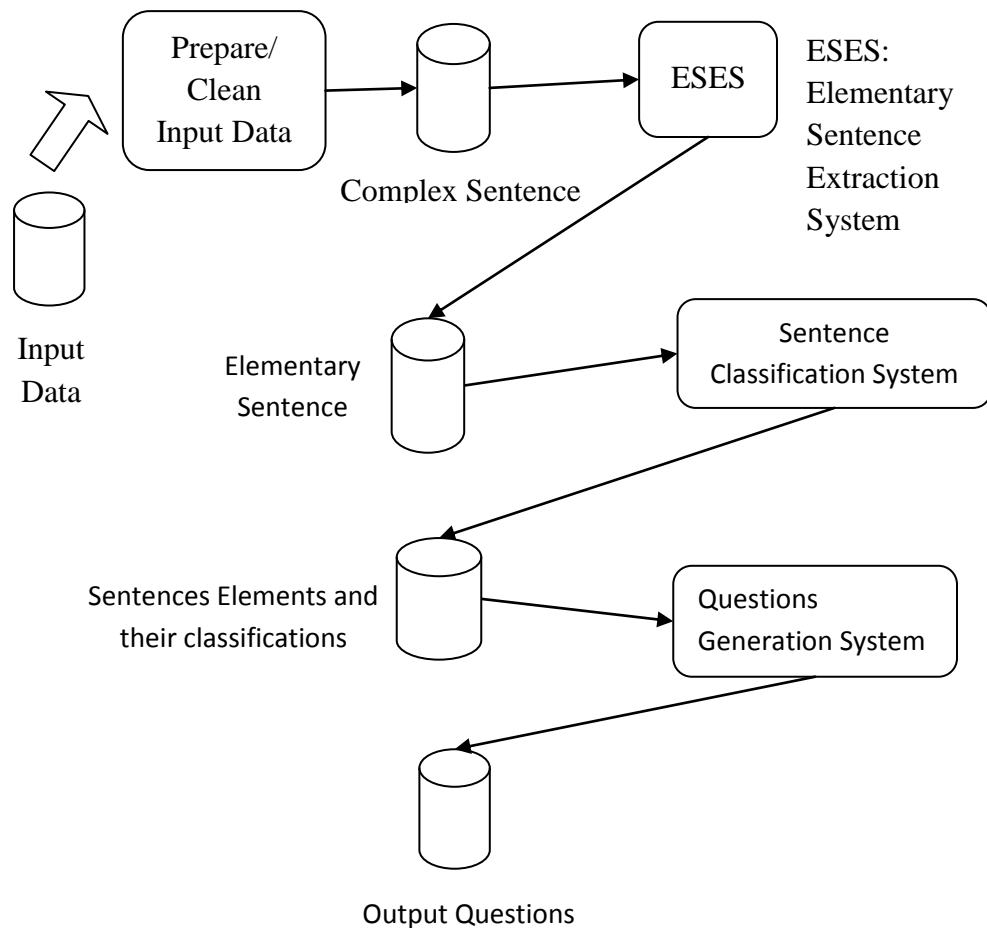 Prepare/
Clean
Input Data
ESES
ESES:
Elementary
Sentence
Extraction
System
Complex Sentence
Input
Data
Elementary
Sentence
Sentence
Classification System
Sentences Elements and
their classifications
Questions
Generation System
Output Questions